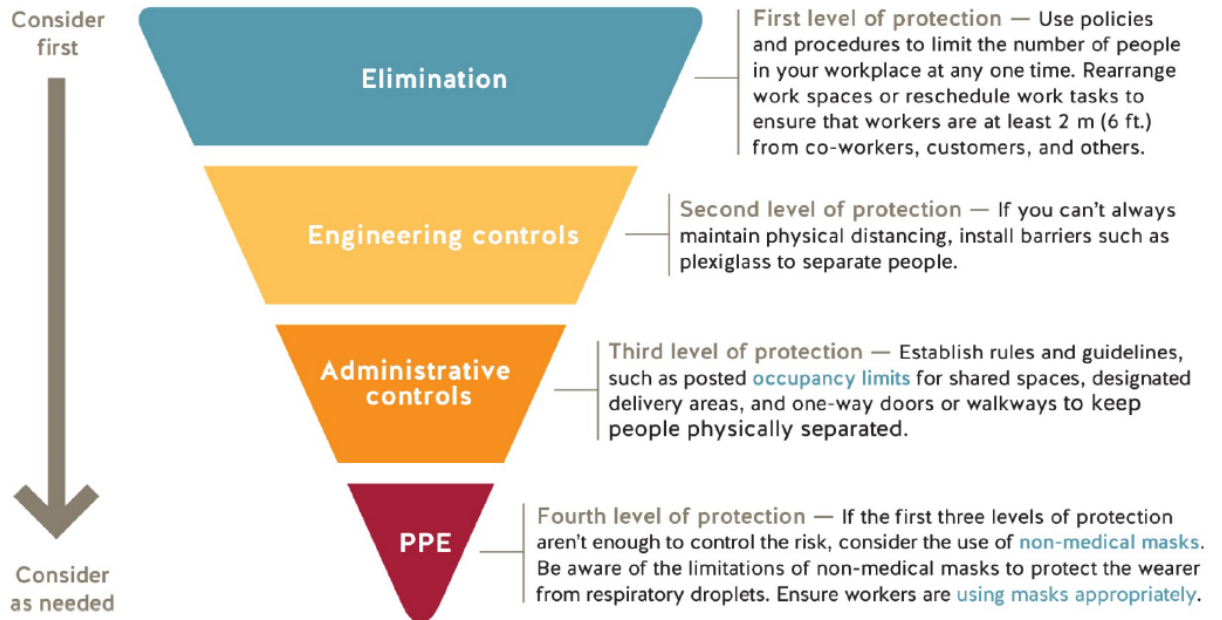 Consider
first
Elimination
First level of protection — Use policies
and procedures to limit the number of people
in your workplace at any one time. Rearrange
work spaces or reschedule work tasks to
ensure that workers are at least 2 m (6 ft.)
from co-workers, customers, and others.
Engineering controls
Second level of protection — If you can’t always
maintain physical distancing, install barriers such as
plexiglass to separate people.
Administrative
controls
Third level of protection — Establish rules and guidelines,
such as posted occupancy limits for shared spaces, designated
delivery areas, and one-way doors or walkways to keep
people physically separated.
PPE
Fourth level of protection — If the first three levels of protection
aren’t enough to control the risk, consider the use of non-medical masks.
Be aware of the limitations of non-medical masks to protect the wearer
from respiratory droplets. Ensure workers are using masks appropriately.
Consider
as needed